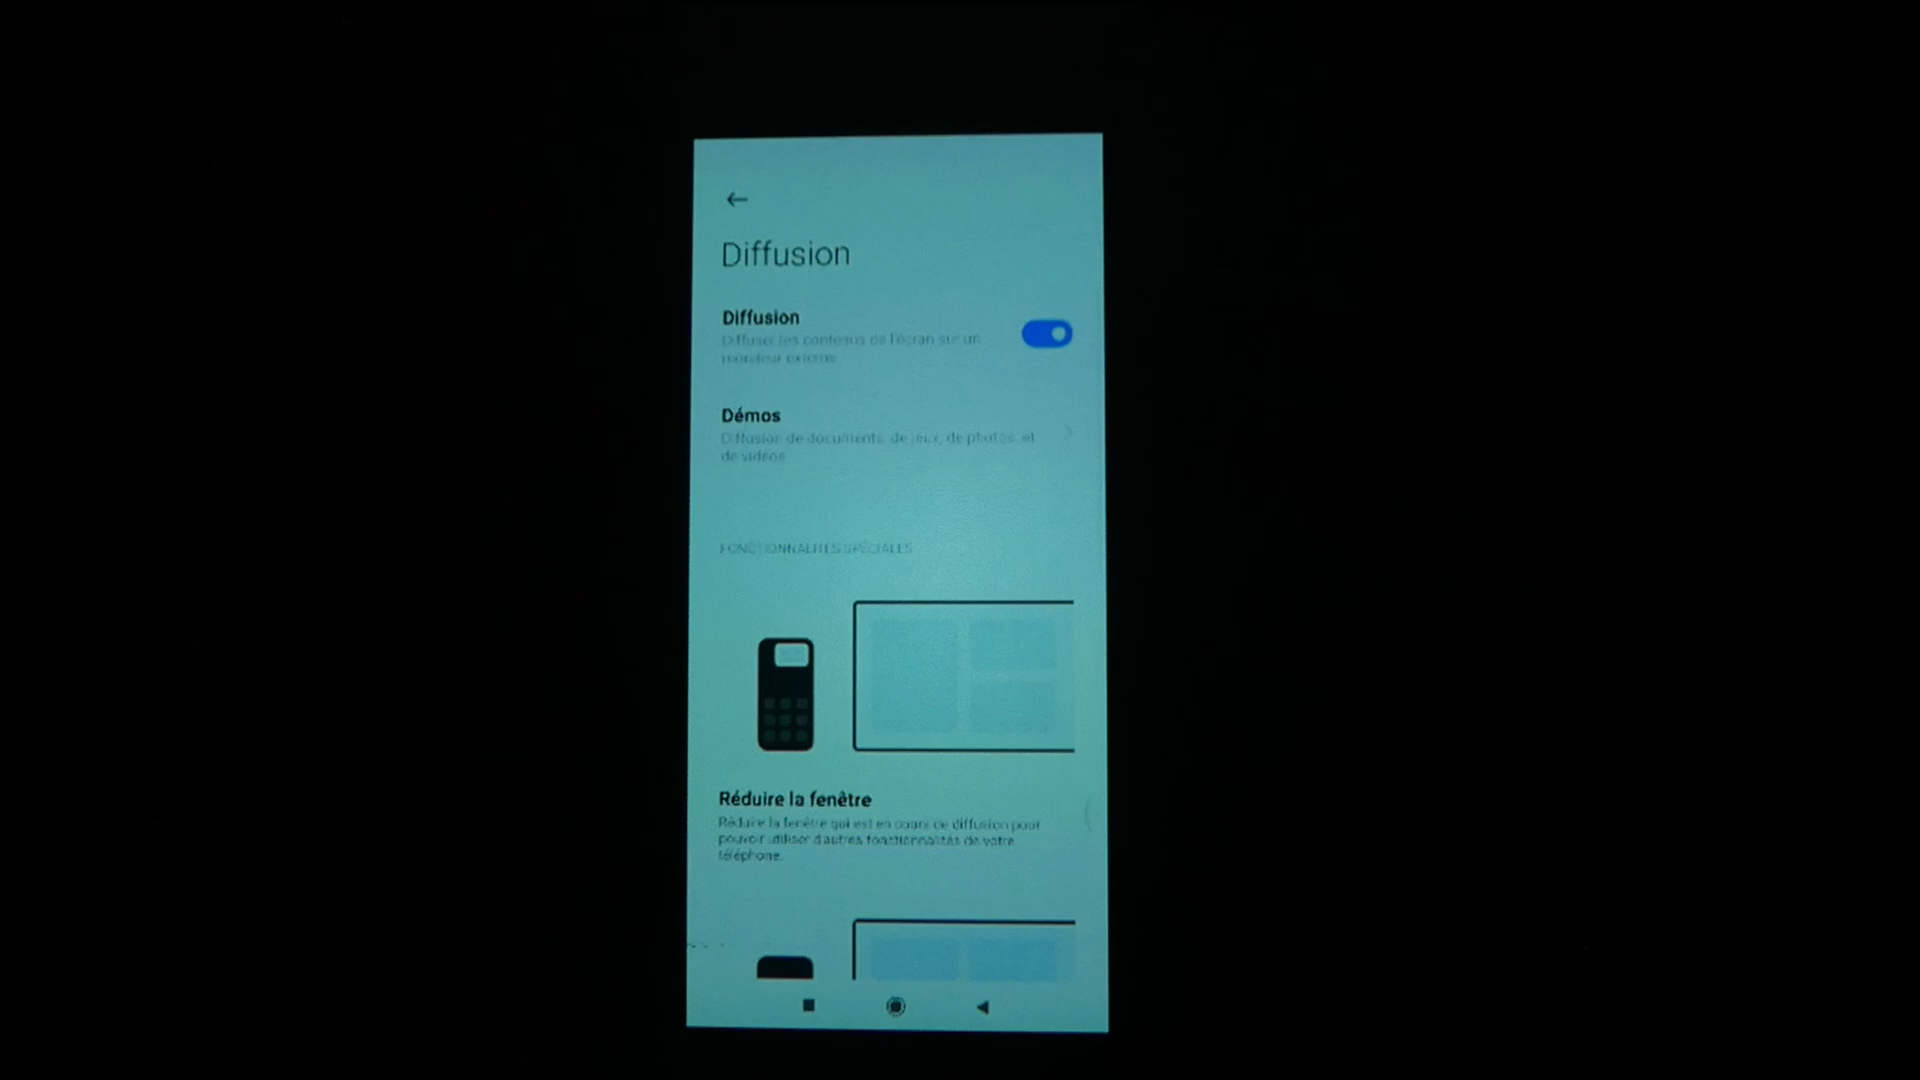 Diffusion
Diffusion
Diffuser les contenus de l'écran sur un
moniteur externe
Démos
Diffusion de documents, de jeux, de photos, et
de vidéos
FONCTIONNALITÉS SPÉCIALES
Réduire la fenêtre
Réduire la fenêtre qui est en cours de diffusion pour
pouvoir utiliser d'autres fonctionnalités de votre
téléphone.